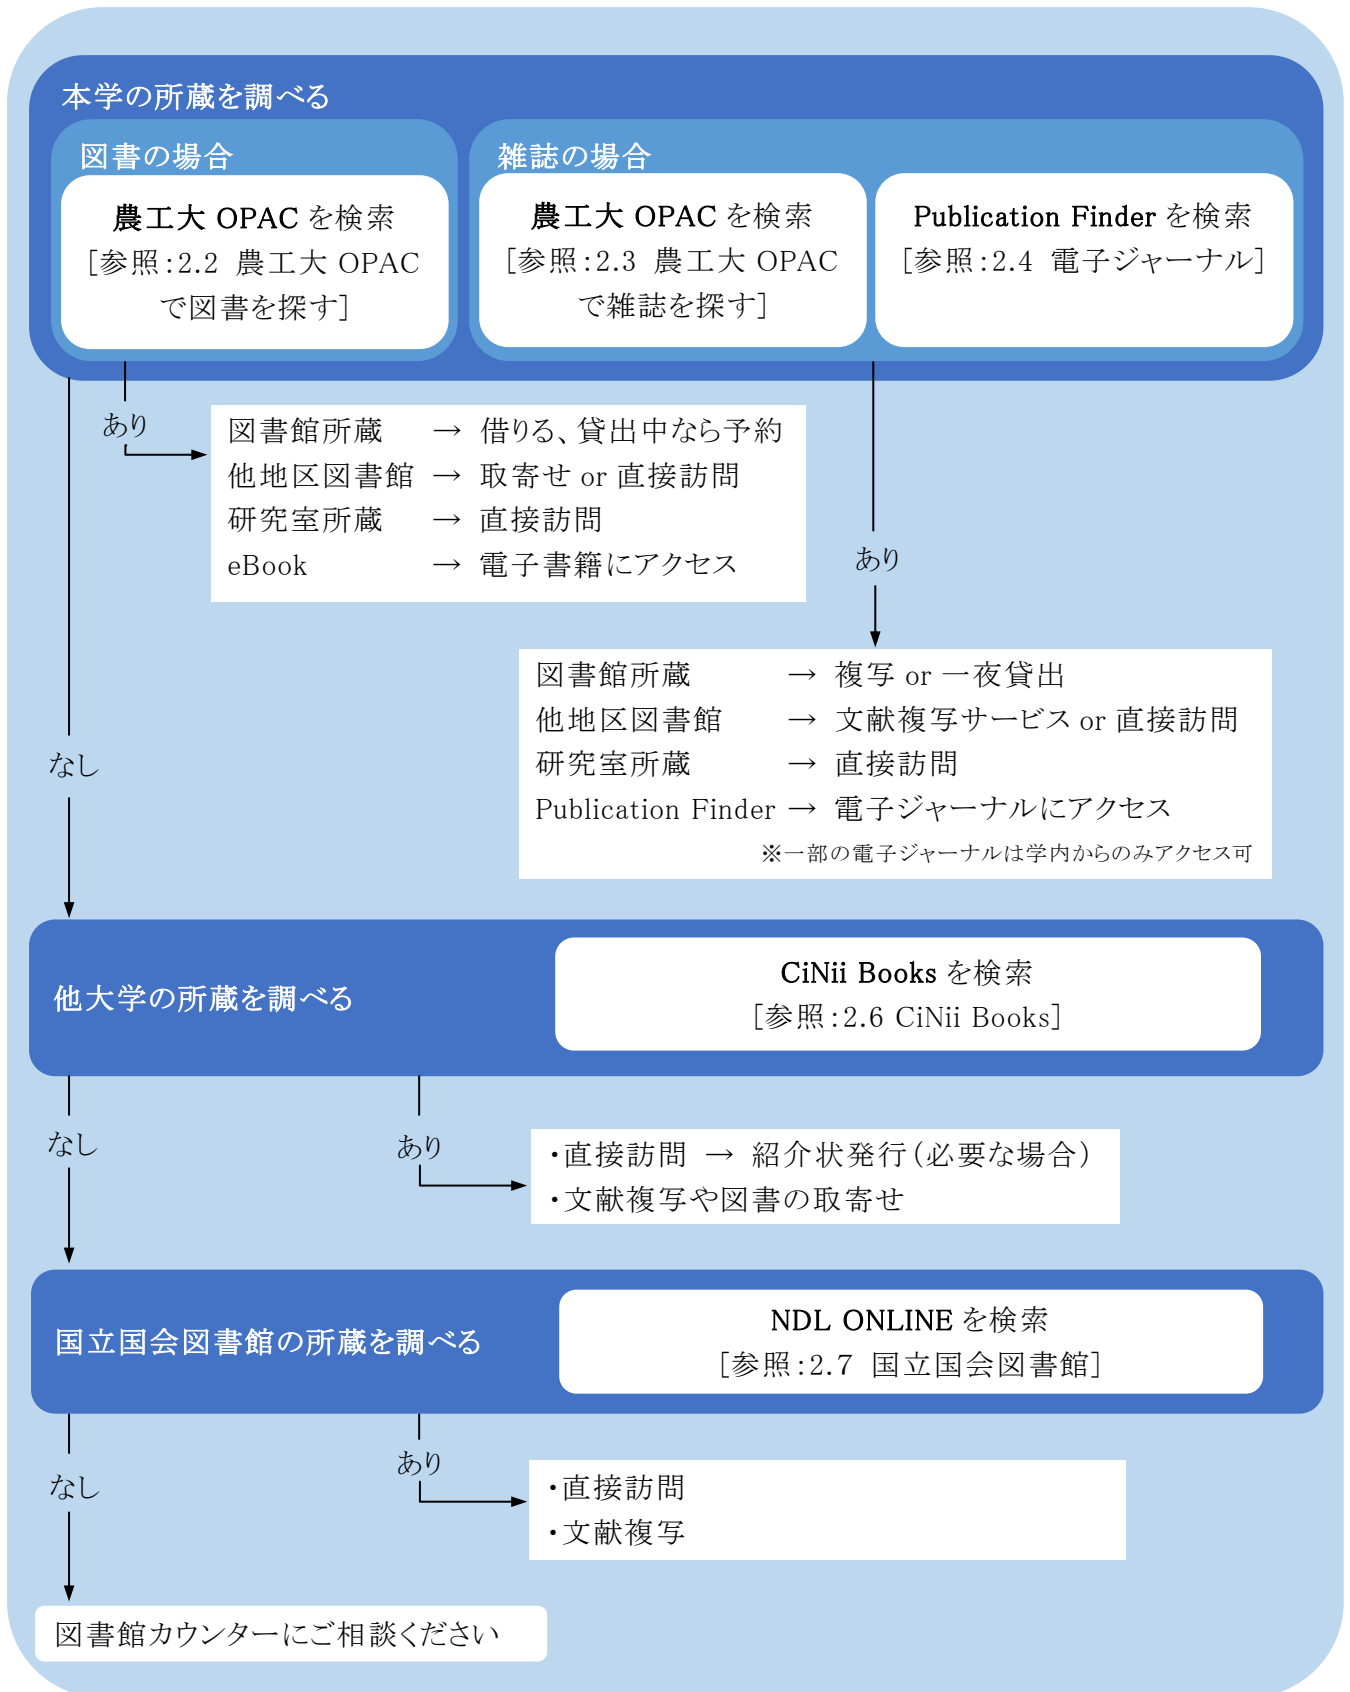 本学の所蔵を調べる
図書の場合
農工大 OPAC を検索
[参照:2.2 農工大 OPAC
で図書を探す]
雑誌の場合
農工大 OPAC を検索
[参照:2.3 農工大 OPAC
で雑誌を探す]
Publication Finder を検索
[参照:2.4 電子ジャーナル]
あり
図書館所蔵 → 借りる、貸出中なら予約
他地区図書館 → 取寄せ or 直接訪問
研究室所蔵 → 直接訪問
eBook → 電子書籍にアクセス
あり
図書館所蔵 → 複写 or 一夜貸出
他地区図書館 → 文献複写サービス or 直接訪問
研究室所蔵 → 直接訪問
Publication Finder → 電子ジャーナルにアクセス
※一部の電子ジャーナルは学内からのみアクセス可
なし
他大学の所蔵を調べる
CiNii Books を検索
[参照:2.6 CiNii Books]
なし
あり
・直接訪問 → 紹介状発行(必要な場合)
・文献複写や図書の取寄せ
国立国会図書館の所蔵を調べる
NDL ONLINE を検索
[参照:2.7 国立国会図書館]
なし
あり
・直接訪問
・文献複写
図書館カウンターにご相談ください